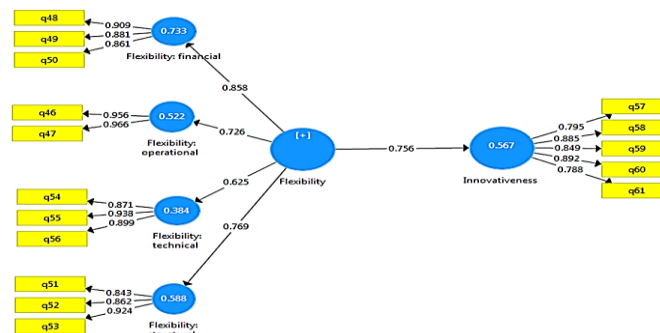 q48
0.909
q49
0.881
0.733
q50
0.861
Flexibility: financial
0.858
q46
0.956
0.522
q47
0.966
Flexibility:
operational
0.726
[+]
Flexibility
0.756
0.567
Innovativeness
q57
0.795
q58
0.885
q59
0.849
q60
0.892
q61
0.788
0.625
q54
0.871
q55
0.938
0.384
q56
0.899
Flexibility:
technical
0.769
q51
0.843
q52
0.862
0.588
q53
0.924
Flexibility: